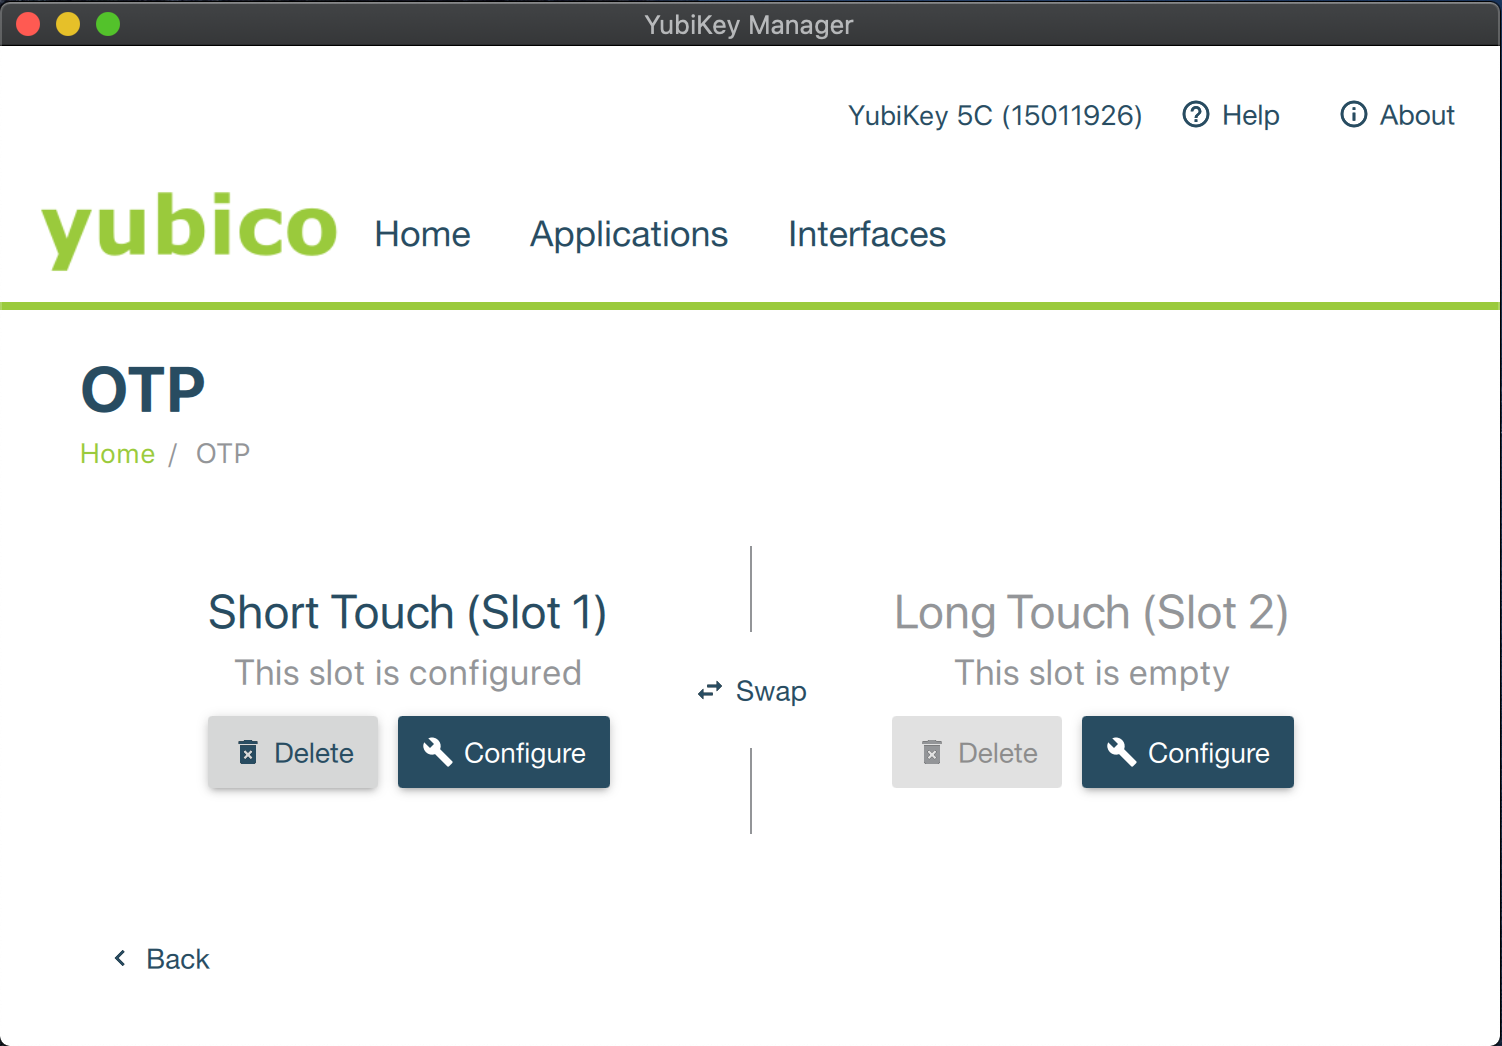 YubiKey Manager
YubiKey 5C (15011926) Help About
yubico Home Applications Interfaces
OTP
Home / OTP
Short Touch (Slot 1)
This slot is configured
Delete Configure
Swap
Long Touch (Slot 2)
This slot is empty
Delete Configure
Back